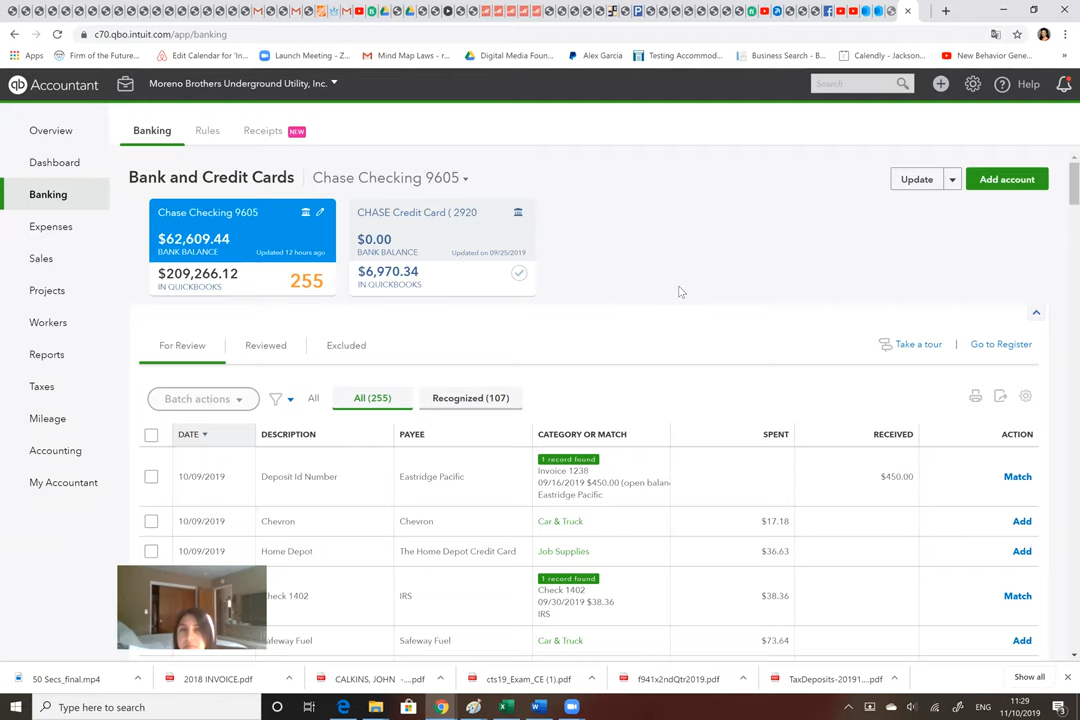 c70.qbo.intuit.com/app/banking
Apps
Firm of the Future...
Edit Calendar for 'In...
Launch Meeting - Z...
Mind Map Laws - r...
Digital Media Foun...
Alex Garcia
Testing Accommod...
Business Search - B...
Calendly - Jackson...
New Behavior Gene...
»
qb Accountant
Moreno Brothers Underground Utility, Inc.
Search
Help
Overview
Dashboard
Banking
Expenses
Sales
Projects
Workers
Reports
Taxes
Mileage
Accounting
My Accountant
Banking Rules Receipts NEW
Bank and Credit Cards Chase Checking 9605
Update
Add account
Chase Checking 9605
$62,609.44
BANK BALANCE Updated 12 hours ago
$209,266.12
IN QUICKBOOKS
255
CHASE Credit Card ( 2920
$0.00
BANK BALANCE Updated on 09/25/2019
$6,970.34
IN QUICKBOOKS
For Review Reviewed Excluded
Take a tour | Go to Register
Batch actions All All (255) Recognized (107)
DATE DESCRIPTION PAYEE CATEGORY OR MATCH SPENT RECEIVED ACTION
10/09/2019 Deposit Id Number Eastridge Pacific
1 record found
Invoice 1238
09/16/2019 $450.00 (open balan
Eastridge Pacific
$450.00 Match
10/09/2019 Chevron Chevron Car & Truck $17.18 Add
10/09/2019 Home Depot The Home Depot Credit Card Job Supplies $36.63 Add
heck 1402 IRS
1 record found
Check 1402
09/30/2019 $38.36
IRS
$38.36 Match
afeway Fuel Safeway Fuel Car & Truck $73.64 Add
50 Secs_final.mp4
2018 INVOICE.pdf
CALKINS, JOHN -....pdf
cts19_Exam_CE (1).pdf
f941x2ndQtr2019.pdf
TaxDeposits-20191....pdf
Show all
Type here to search
ENG
11:29
11/10/2019
3